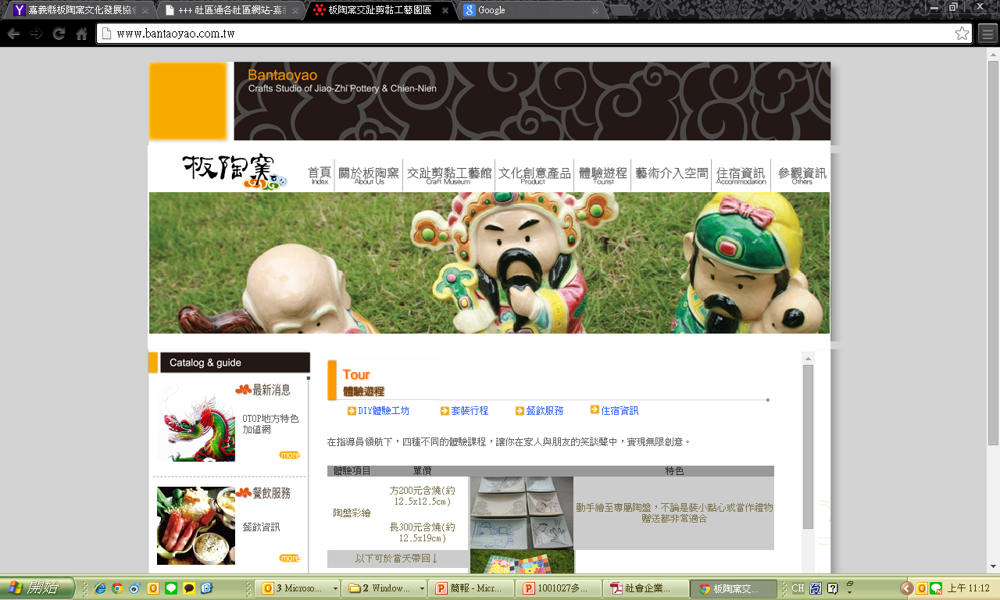 嘉義縣板陶窯文化發展協會
+++ 社區通各社區網站-嘉義
板陶窯交趾剪黏工藝園區
Google
www.bantaoyao.com.tw
Bantaoyao
Crafts Studio of Jiao-Zhi Pottery & Chien-Nien
板陶窯
首頁 關於板陶窯 交趾剪黏工藝館 文化創意產品 體驗遊程 藝術介入空間 住宿資訊 參觀資訊
Index About Us Craft Museum Product Tourist Accommodation Others
Catalog & guide
最新消息
OTOP地方特色
加值網
more
餐飲服務
餐飲資訊
more
Tour
體驗遊程
DIY體驗工坊 套裝行程 餐飲服務 住宿資訊
在指導員領航下，四種不同的體驗課程，讓你在家人與朋友的笑談聲中，實現無限創意。
體驗項目 單價 特色
陶盤彩繪
方200元含燒(約
12.5x12.5cm)
長300元含燒(約
12.5x19cm)
動手繪至專屬陶盤，不論是裝小點心或當作禮物
贈送都非常適合
以下可於當天帶回↓
開始
3 Microso...
2 Window...
簡報 - Micr...
1001027多...
社會企業...
板陶窯交...
CH
上午 11:12